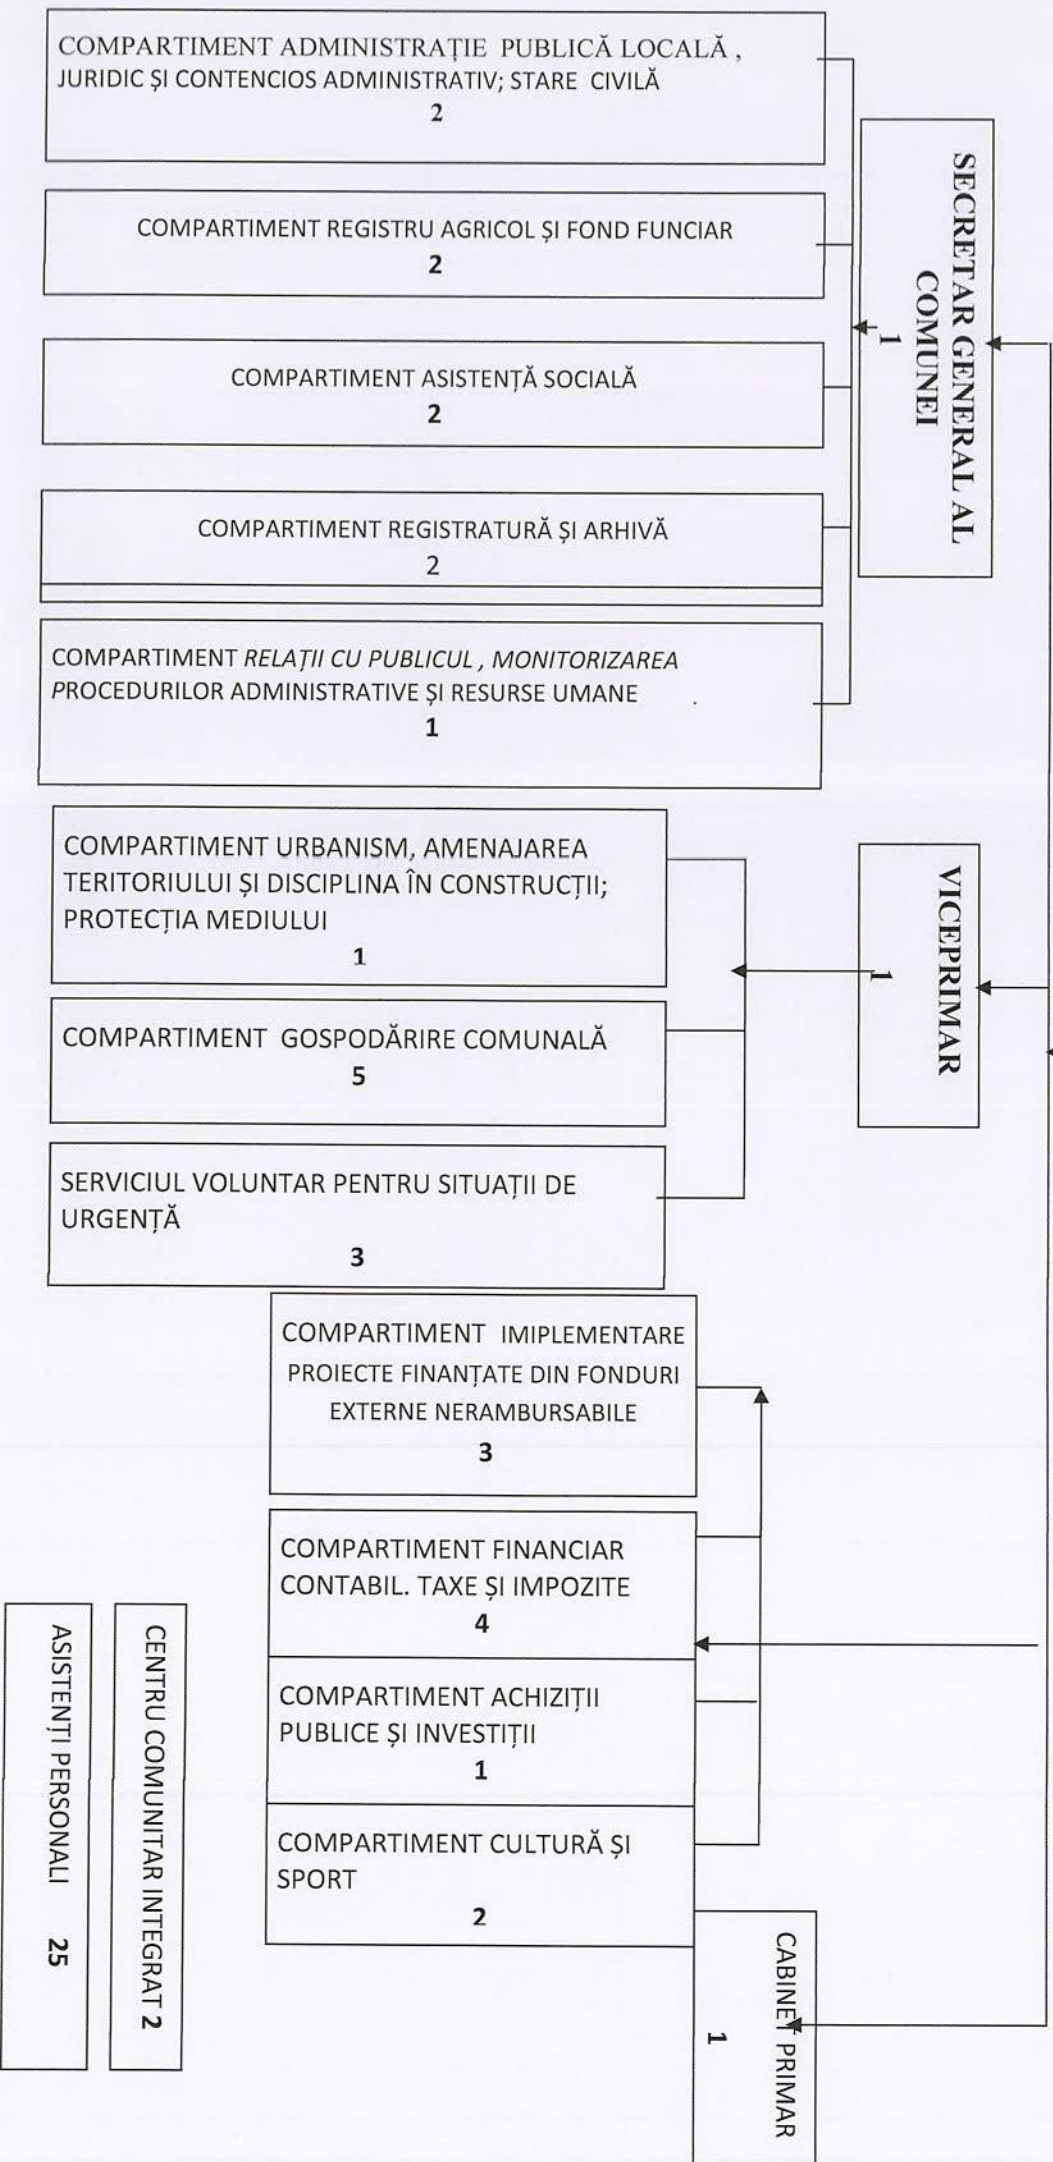 COMPARTIMENT ADMINISTRAȚIE PUBLICĂ LOCALĂ ,
JURIDIC ȘI CONTENCIOS ADMINISTRATIV; STARE CIVILĂ
2
COMPARTIMENT REGISTRU AGRICOL ȘI FOND FUNCIAR
2
COMPARTIMENT ASISTENȚĂ SOCIALĂ
2
COMPARTIMENT REGISTRATURĂ ȘI ARHIVĂ
2
COMPARTIMENT RELAȚII CU PUBLICUL , MONITORIZAREA
PROCEDURILOR ADMINISTRATIVE ȘI RESURSE UMANE
1
SECRETAR GENERAL AL
COMUNEI
1
COMPARTIMENT URBANISM, AMENAJAREA
TERITORIULUI ȘI DISCIPLINA ÎN CONSTRUCȚII;
PROTECȚIA MEDIULUI
1
COMPARTIMENT GOSPODĂRIRE COMUNALĂ
5
SERVICIUL VOLUNTAR PENTRU SITUAȚII DE
URGENȚĂ
3
VICEPRIMAR
1
COMPARTIMENT IMIPLEMENTARE
PROIECTE FINANȚATE DIN FONDURI
EXTERNE NERAMBURSABILE
3
COMPARTIMENT FINANCIAR
CONTABIL. TAXE ȘI IMPOZITE
4
COMPARTIMENT ACHIZIȚII
PUBLICE ȘI INVESTIȚII
1
COMPARTIMENT CULTURĂ ȘI
SPORT
2
CABINET PRIMAR
1
CENTRU COMUNITAR INTEGRAT 2
ASISTENȚI PERSONALI 25